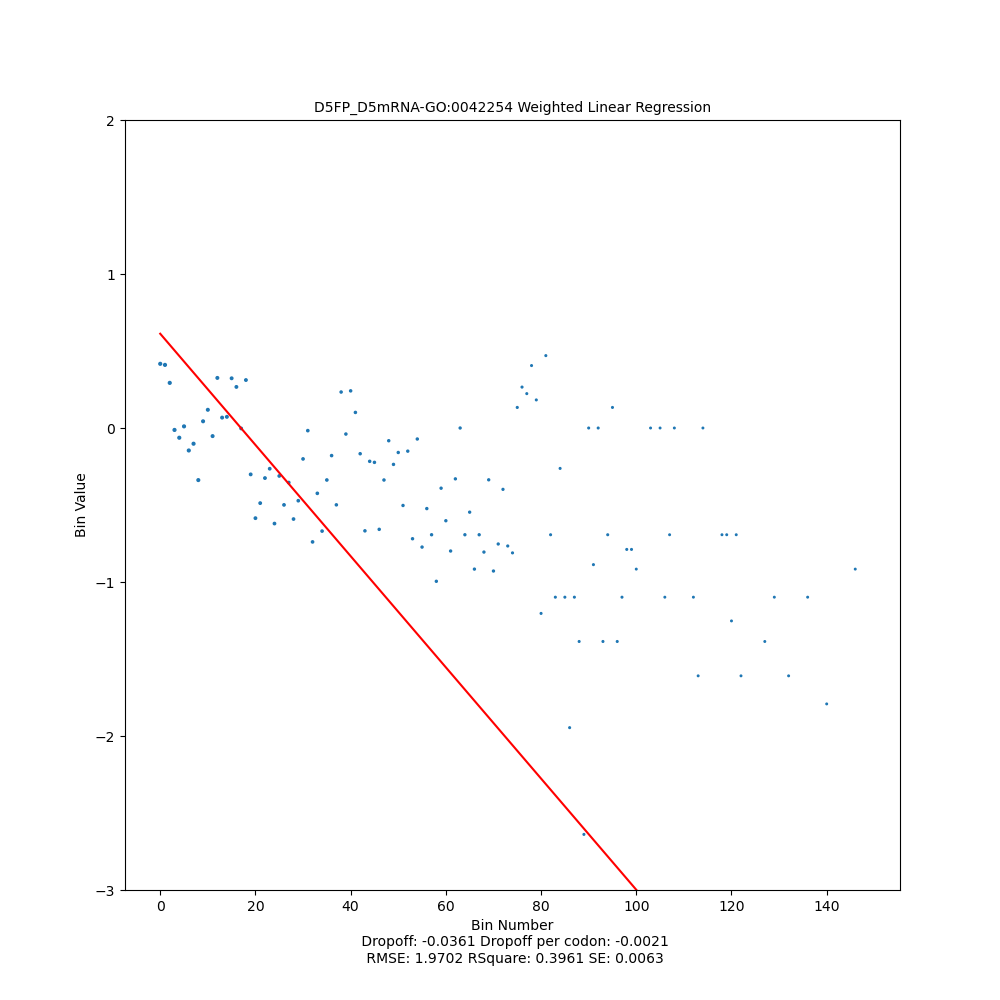 D5FP_D5mRNA-GO:0042254 Weighted Linear Regression
2
1
0
−1
−2
−3
Bin Value
0 20 40 60 80 100 120 140
Bin Number
Dropoff: -0.0361 Dropoff per codon: -0.0021
RMSE: 1.9702 RSquare: 0.3961 SE: 0.0063